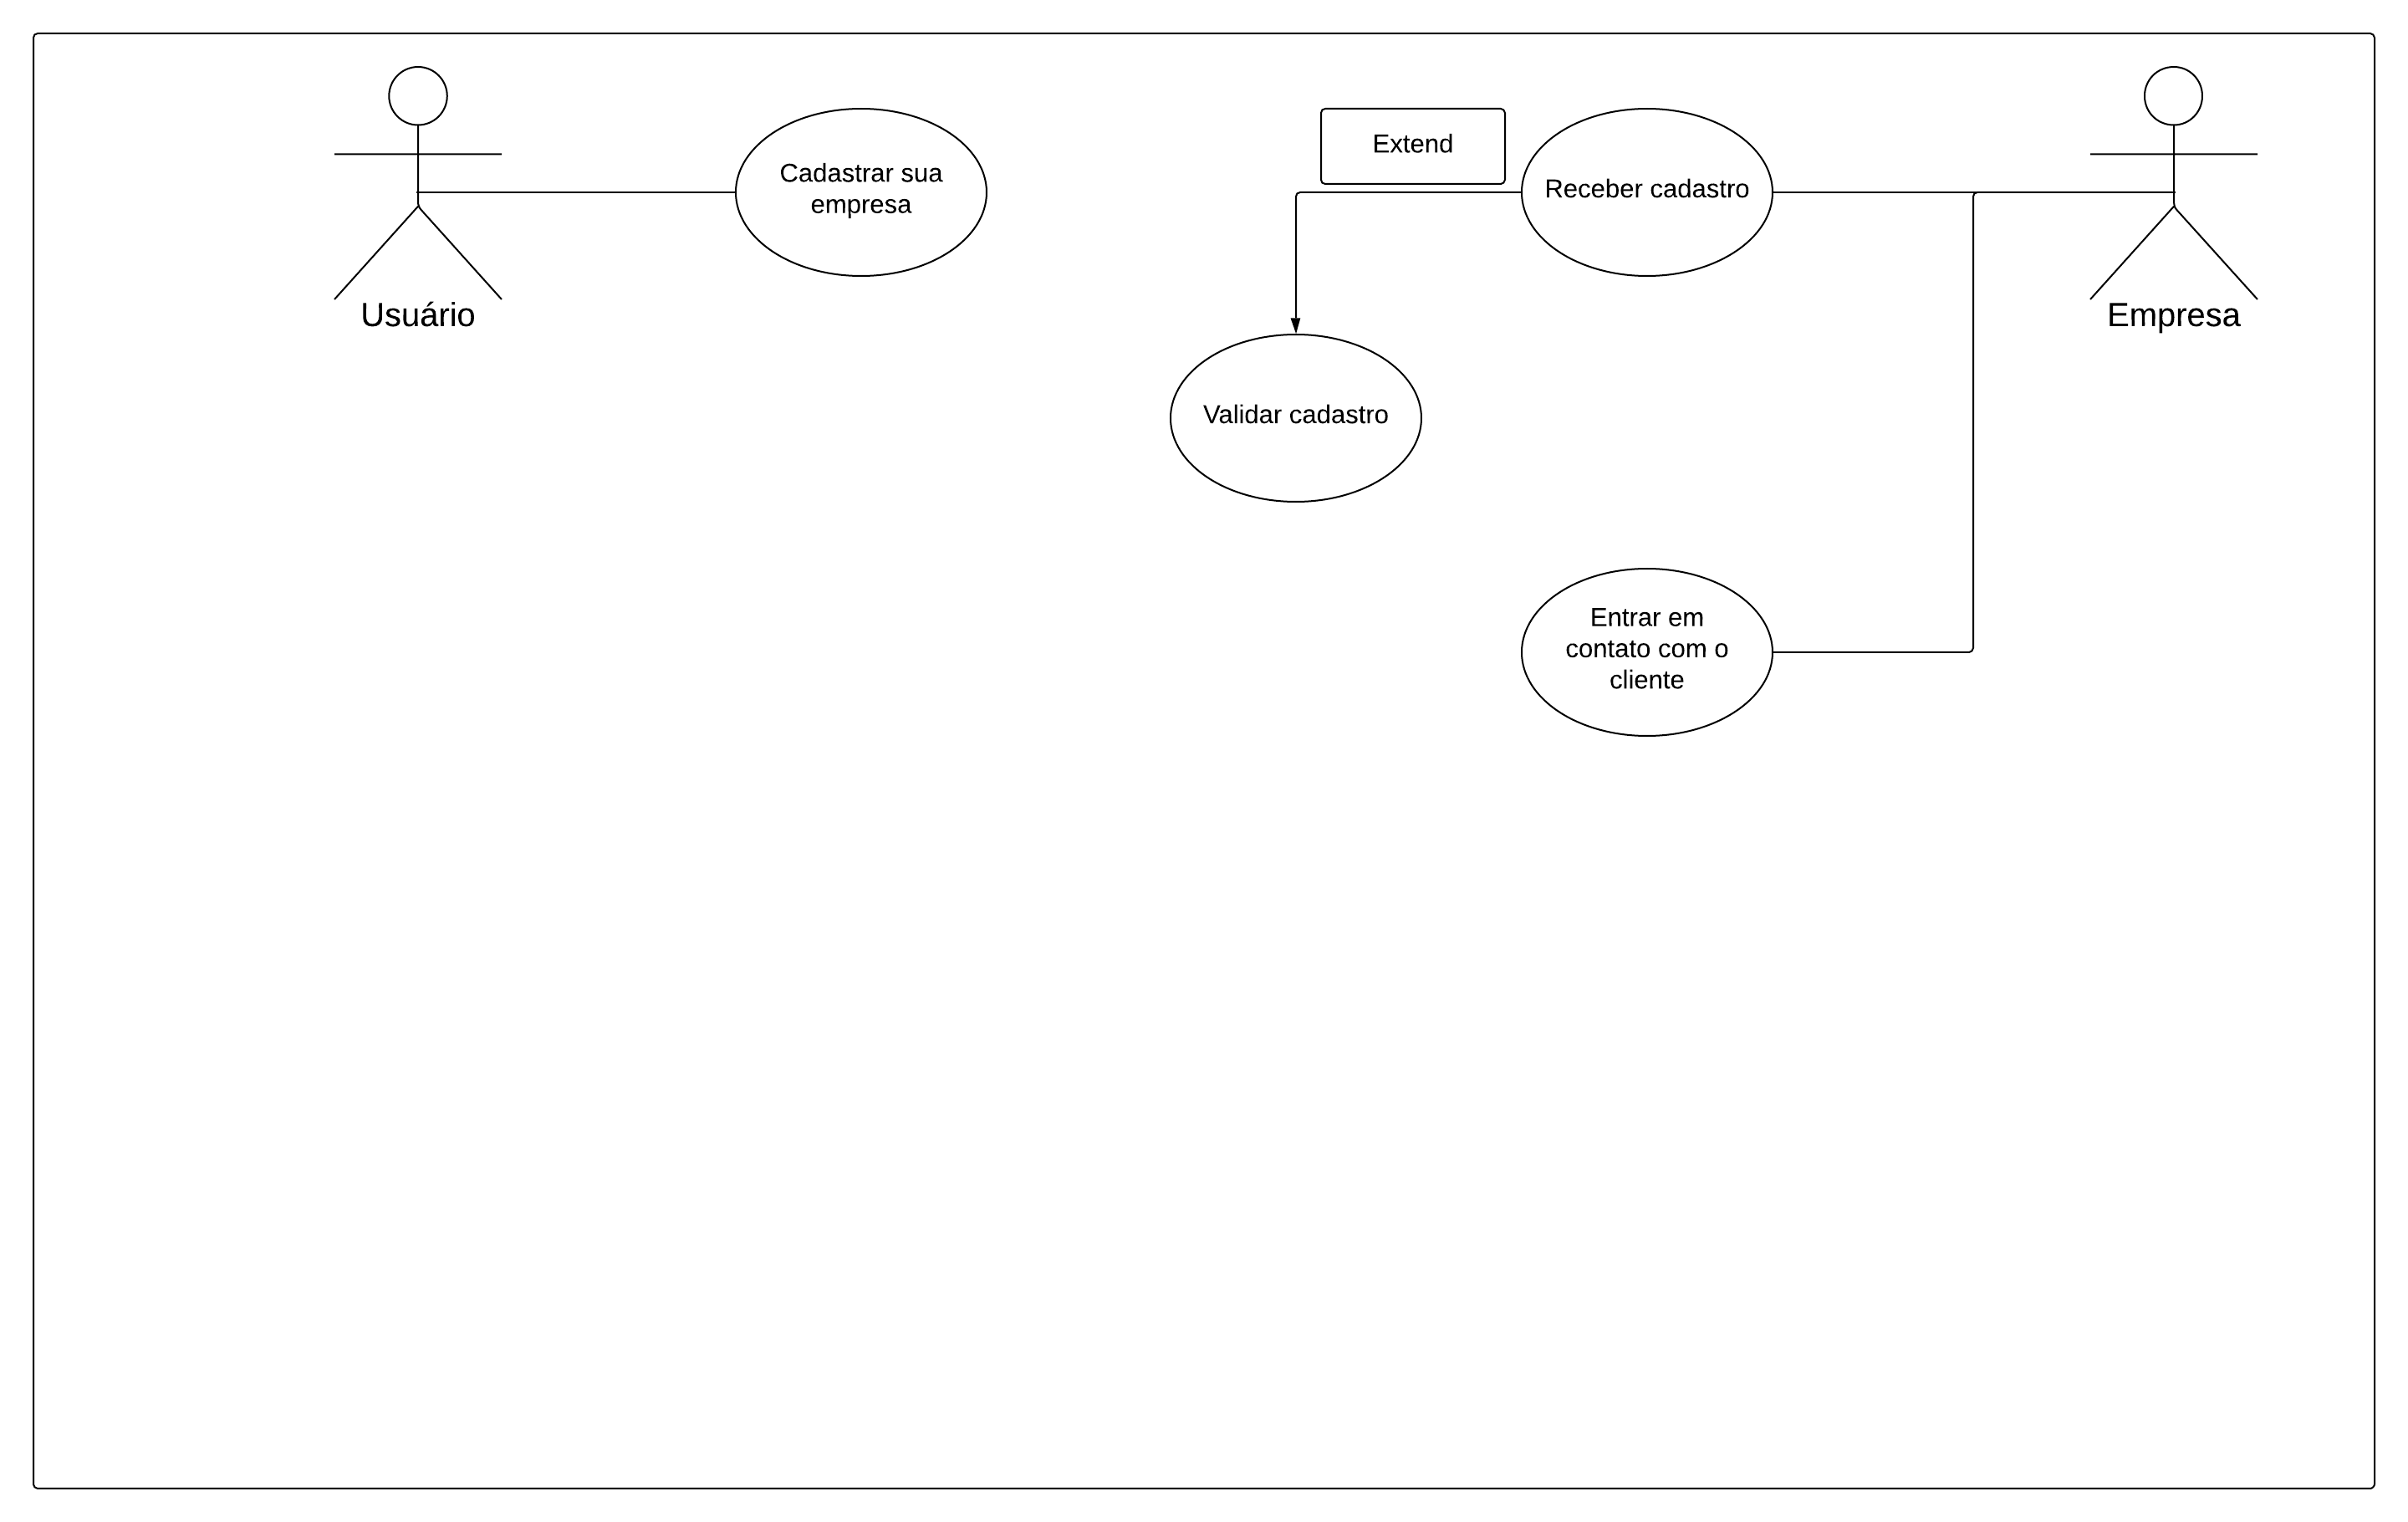 Usuário
Cadastrar sua
empresa
Extend
Receber cadastro
Empresa
Validar cadastro
Entrar em
contato com o
cliente